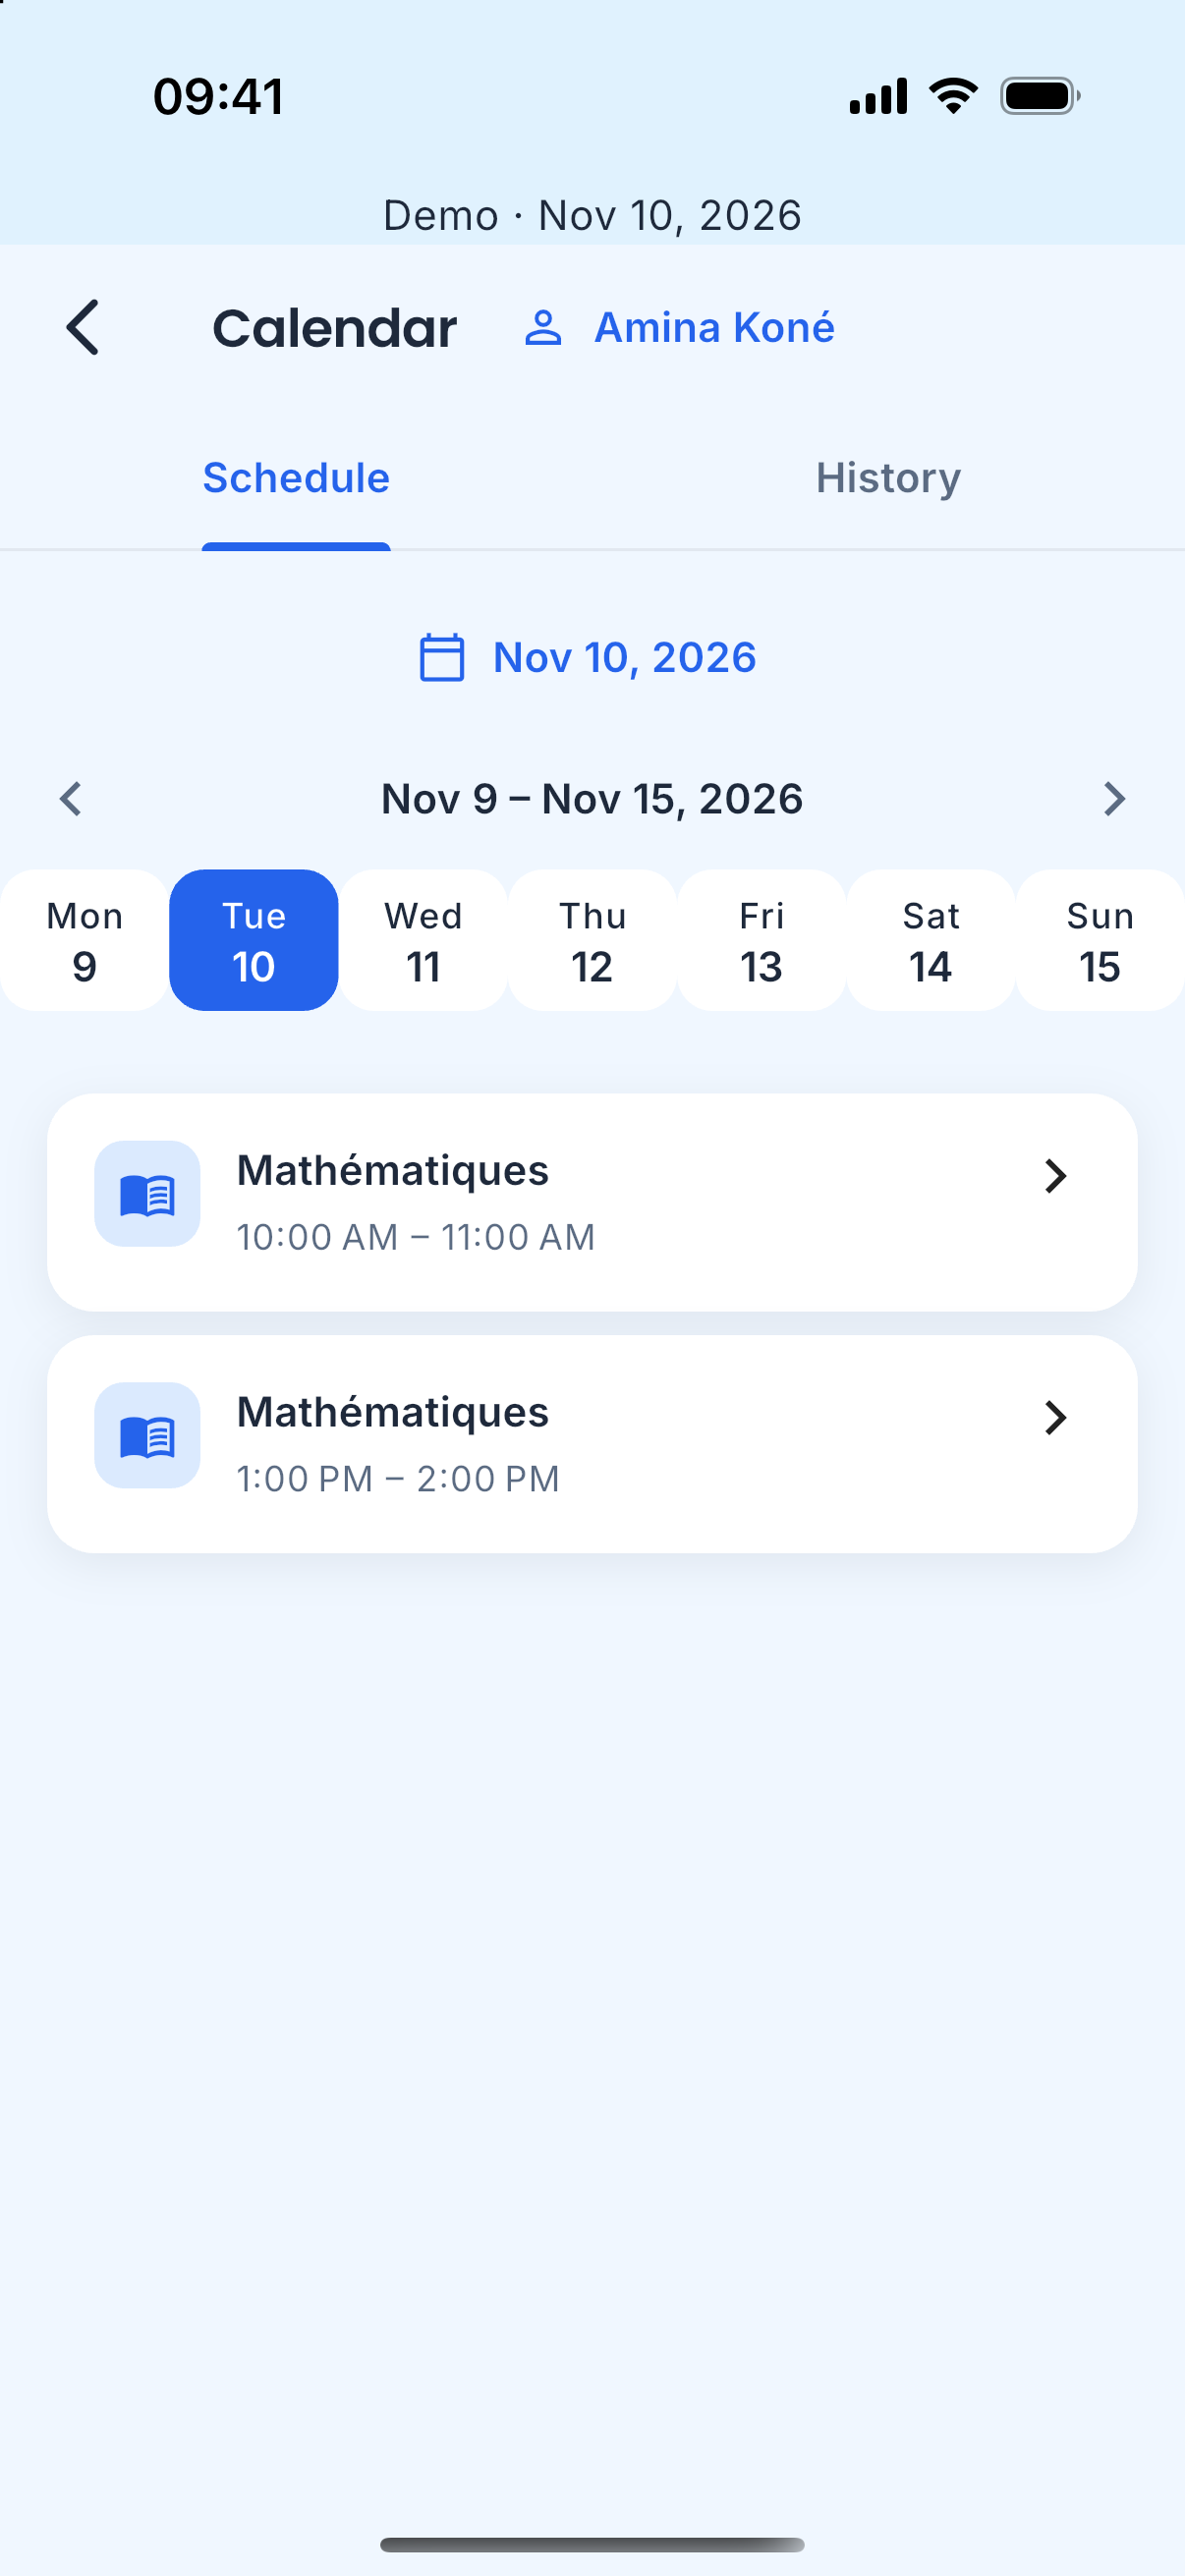 09:41
Demo · Nov 10, 2026
Calendar Amina Koné
Schedule History
Nov 10, 2026
Nov 9 – Nov 15, 2026
Mon Tue Wed Thu Fri Sat Sun
9 10 11 12 13 14 15
Mathématiques
10:00 AM – 11:00 AM
Mathématiques
1:00 PM – 2:00 PM